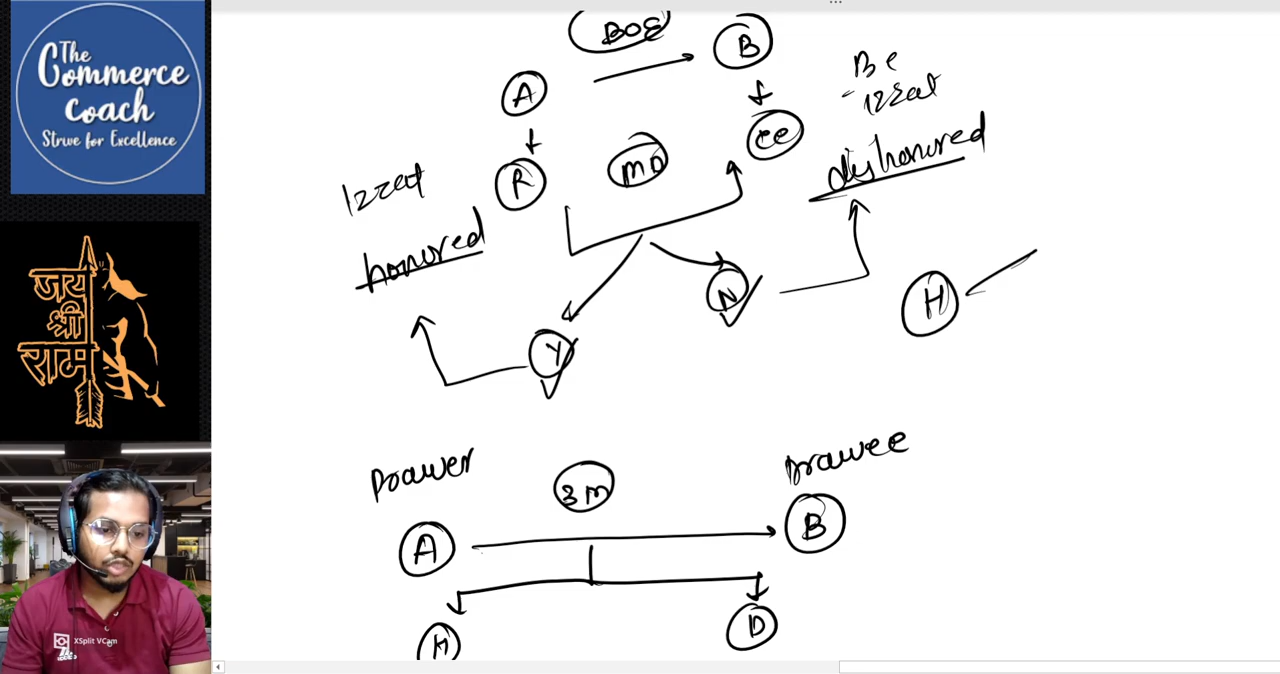 The
Commerce
Coach
Strive for Excellence
जय
श्री
राम
XSplit VCam
BOE
A
B
R
ee
MD
Be
izzat
dishonored
Izzat
honored
N
H
Y
Drawer
3M
Drawee
A
B
H
D